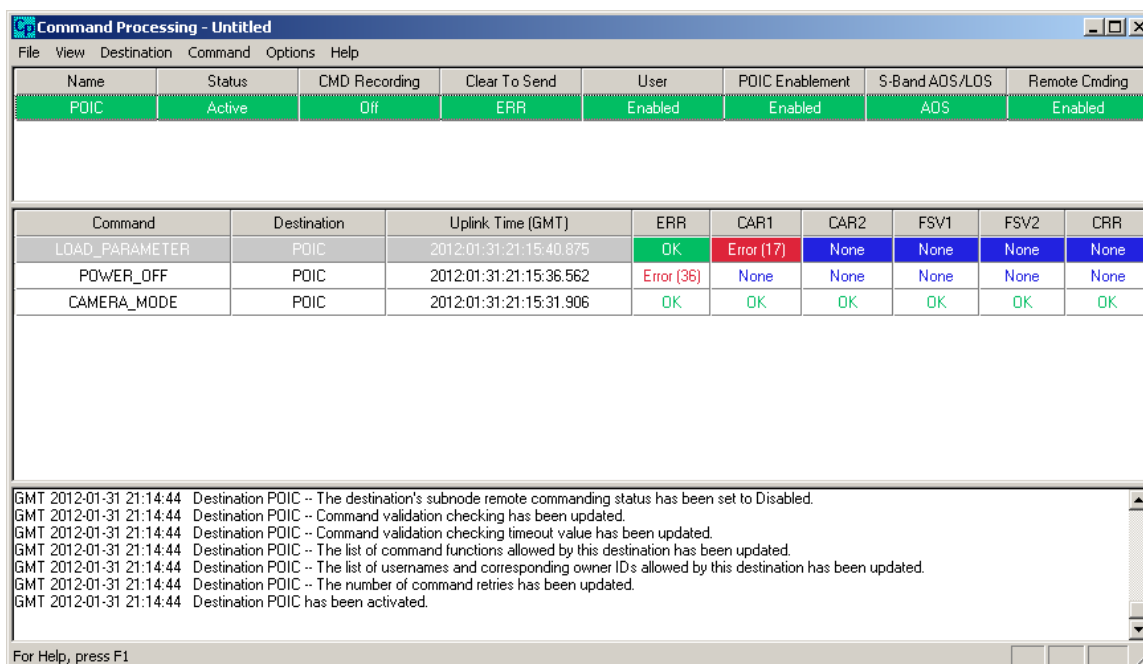 Command Processing - Untitled
File View Destination Command Options Help
Name Status CMD Recording Clear To Send User POIC Enablement S-Band AOS/LOS Remote Cmding
POIC Active Off ERR Enabled Enabled AOS Enabled
Command Destination Uplink Time (GMT) ERR CAR1 CAR2 FSV1 FSV2 CRR
LOAD_PARAMETER POIC 2012:01:31:21:15:40.875 OK Error (17) None None None None
POWER_OFF POIC 2012:01:31:21:15:36.562 Error (36) None None None None None
CAMERA_MODE POIC 2012:01:31:21:15:31.906 OK OK OK OK OK OK
GMT 2012-01-31 21:14:44 Destination POIC -- The destination's subnode remote commanding status has been set to Disabled.
GMT 2012-01-31 21:14:44 Destination POIC -- Command validation checking has been updated.
GMT 2012-01-31 21:14:44 Destination POIC -- Command validation checking timeout value has been updated.
GMT 2012-01-31 21:14:44 Destination POIC -- The list of command functions allowed by this destination has been updated.
GMT 2012-01-31 21:14:44 Destination POIC -- The list of usernames and corresponding owner IDs allowed by this destination has been updated.
GMT 2012-01-31 21:14:44 Destination POIC -- The number of command retries has been updated.
GMT 2012-01-31 21:14:44 Destination POIC has been activated.
For Help, press F1